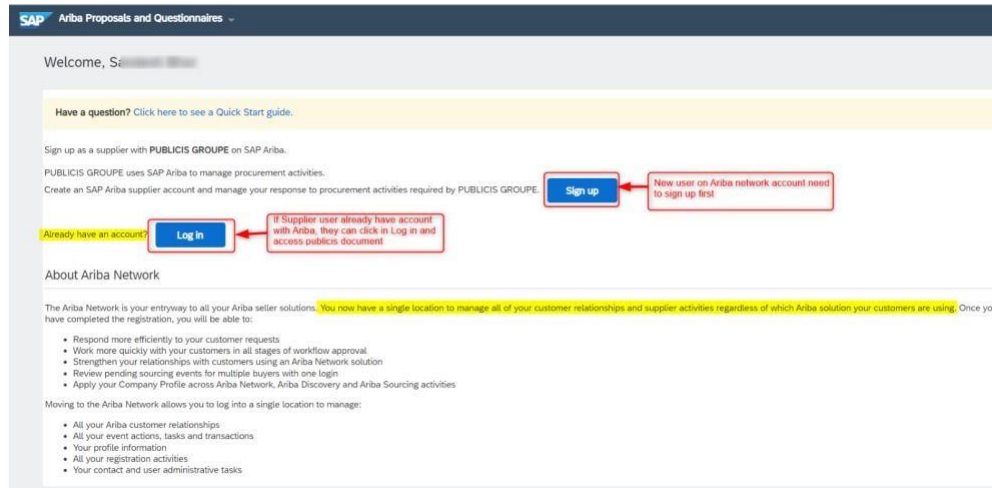 SAP Ariba Proposals and Questionnaires
Welcome, Sa
Have a question? Click here to see a Quick Start guide.
Sign up as a supplier with PUBLICIS GROUPE on SAP Ariba.
PUBLICIS GROUPE uses SAP Ariba to manage procurement activities.
Create an SAP Ariba supplier account and manage your response to procurement activities required by PUBLICIS GROUPE.
Sign up
New user on Ariba network account need
to sign up first
Already have an account?
Log in
If Supplier user already have account
with Ariba, they can click in Log in and
access publicis document
About Ariba Network
The Ariba Network is your entryway to all your Ariba seller solutions. You now have a single location to manage all of your customer relationships and supplier activities regardless of which Ariba solution your customers are using. Once yo
have completed the registration, you will be able to:
• Respond more efficiently to your customer requests
• Work more quickly with your customers in all stages of workflow approval
• Strengthen your relationships with customers using an Ariba Network solution
• Review pending sourcing events for multiple buyers with one login
• Apply your Company Profile across Ariba Network, Ariba Discovery and Ariba Sourcing activities
Moving to the Ariba Network allows you to log into a single location to manage:
• All your Ariba customer relationships
• All your event actions, tasks and transactions
• Your profile information
• All your registration activities
• Your contact and user administrative tasks